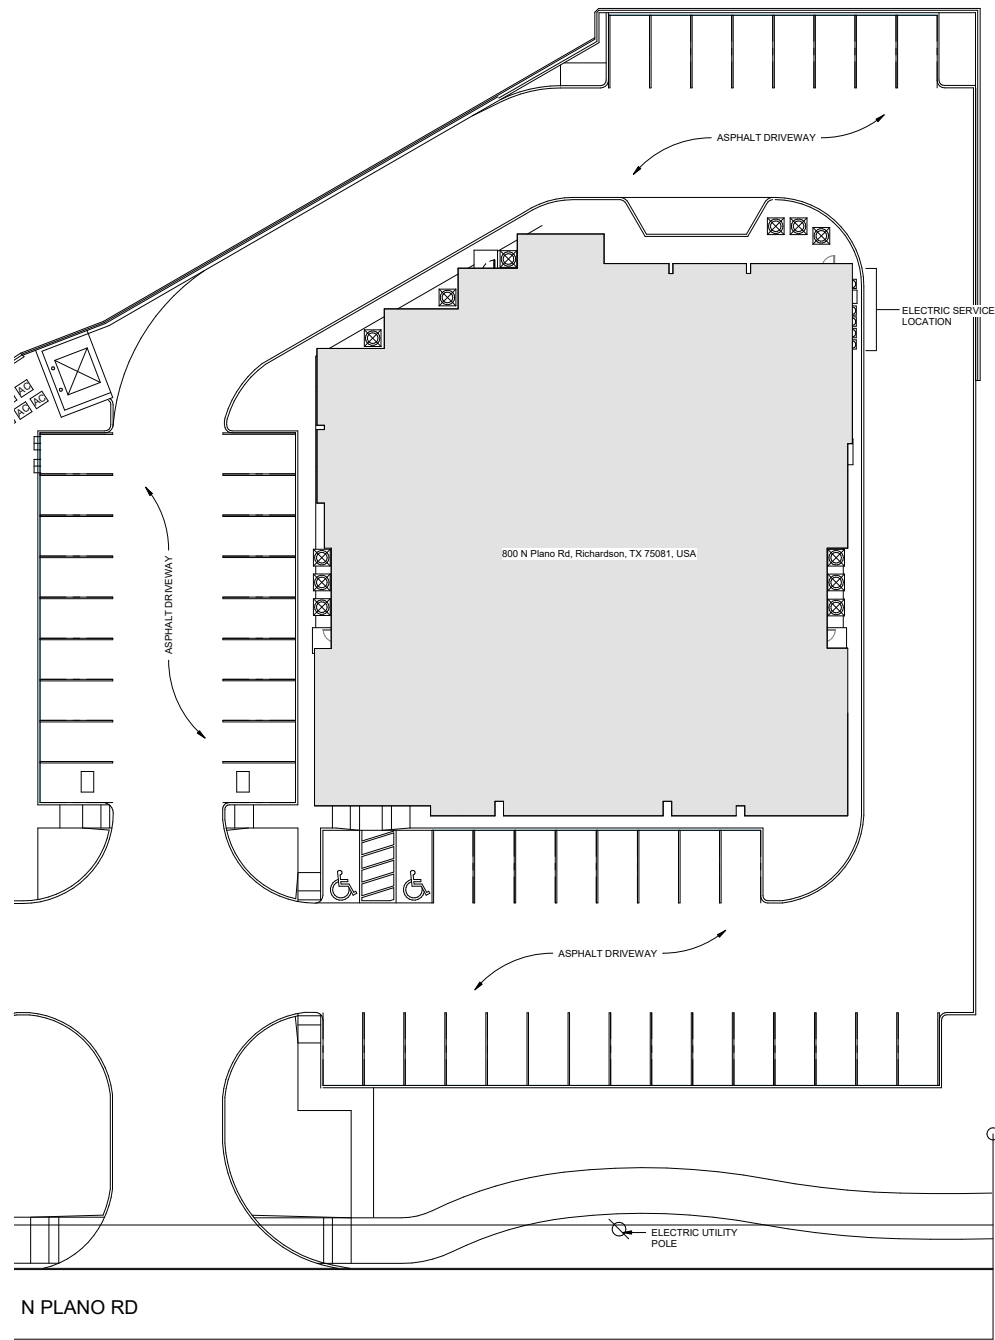 ASPHALT DRIVEWAY
ELECTRIC SERVICE
LOCATION
AC
AC
AC
AC
800 N Plano Rd, Richardson, TX 75081, USA
ASPHALT DRIVEWAY
ASPHALT DRIVEWAY
ELECTRIC UTILITY
POLE
N PLANO RD